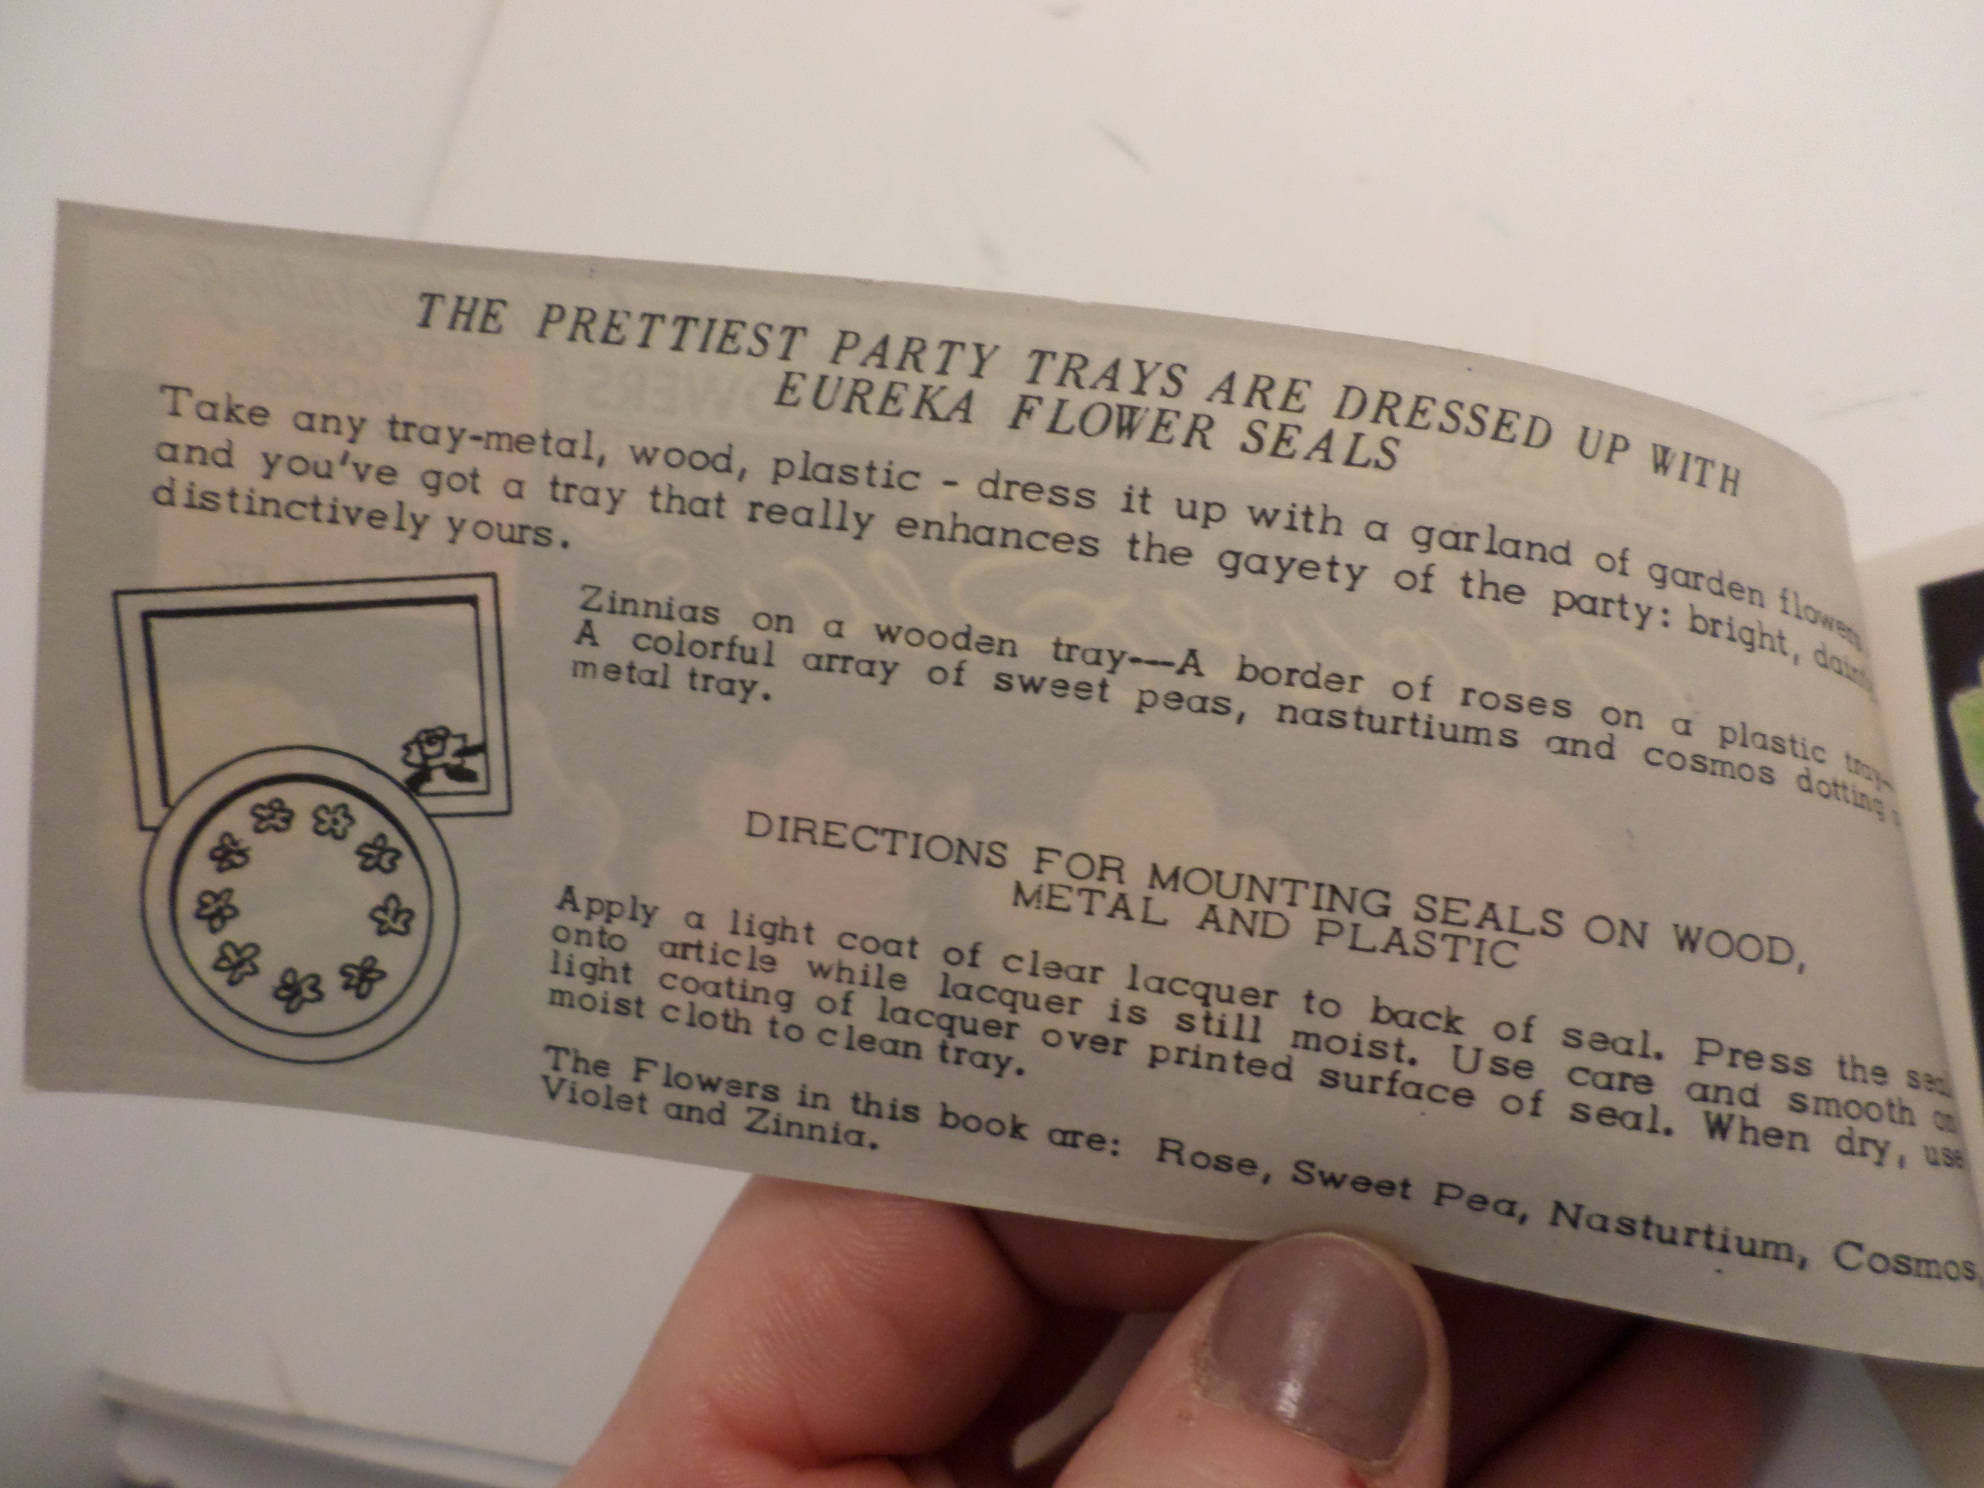 THE PRETTIEST PARTY TRAYS ARE DRESSED UP WITH
EUREKA FLOWER SEALS
Take any tray-metal, wood, plastic - dress it up with a garland of garden flowers
and you've got a tray that really enhances the gayety of the party: bright,
distinctively yours.
Zinnias on a wooden tray---A border of roses on a plastic tray-
A colorful array of sweet peas, nasturtiums and cosmos dotting
metal tray.
DIRECTIONS FOR MOUNTING SEALS ON WOOD,
METAL AND PLASTIC
Apply a light coat of clear lacquer to back of seal. Press the
onto article while lacquer is still moist. Use care and smooth on
light coating of lacquer over printed surface of seal. When dry, use
moist cloth to clean tray.
The Flowers in this book are: Rose, Sweet Pea, Nasturtium, Cosmos,
Violet and Zinnia.